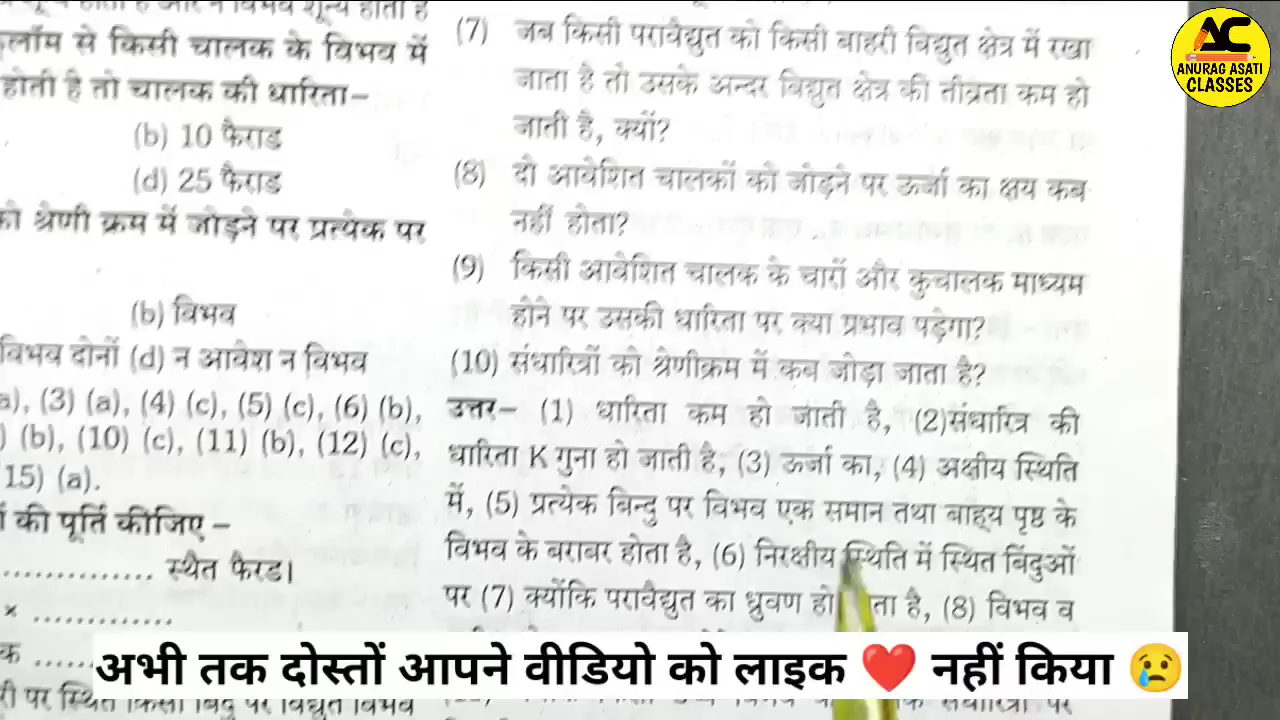 लॉम से किसी चालक के विभव में
होती है तो चालक की धारिता–
(b) 10 फैराड
(d) 25 फैराड
को श्रेणी क्रम में जोड़ने पर प्रत्येक पर
(b) विभव
विभव दोनों (d) न आवेश न विभव
a), (3) (a), (4) (c), (5) (c), (6) (b),
) (b), (10) (c), (11) (b), (12) (c),
15) (a).
की पूर्ति कीजिए –
.............. स्थैत फैरड।
× .............
क ......
(7) जब किसी परावैद्युत को किसी बाहरी विद्युत क्षेत्र में रखा
जाता है तो उसके अन्दर विद्युत क्षेत्र की तीव्रता कम हो
जाती है, क्यों?
(8) दो आवेशित चालकों को जोड़ने पर ऊर्जा का क्षय कब
नहीं होता?
(9) किसी आवेशित चालक के चारों और कुचालक माध्यम
होने पर उसकी धारिता पर क्या प्रभाव पड़ेगा?
(10) संधारित्रों को श्रेणीक्रम में कब जोड़ा जाता है?
उत्तर– (1) धारिता कम हो जाती है, (2)संधारित्र की
धारिता K गुना हो जाती है, (3) ऊर्जा का, (4) अक्षीय स्थिति
में, (5) प्रत्येक बिन्दु पर विभव एक समान तथा बाह्य पृष्ठ के
विभव के बराबर होता है, (6) निरक्षीय स्थिति में स्थित बिंदुओं
पर (7) क्योंकि परावैद्युत का ध्रुवण हो ता है, (8) विभव व
अभी तक दोस्तों आपने वीडियो को लाइक ❤️ नहीं किया 😢
AC
ANURAG ASATI
CLASSES